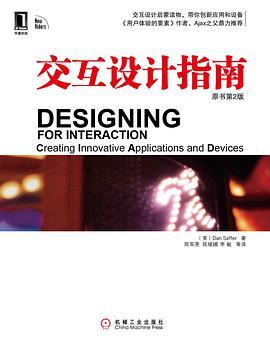 New
Riders
交互设计启蒙读物，带你创新应用和设备
《用户体验的要素》作者、Ajax之父鼎力推荐
交互设计指南
原书第2版
DESIGNING
FOR INTERACTION
Creating Innovative Applications and Devices
（美）Dan Saffer 著
陈军亮 陈媛嫄 李敏 等译
机械工业出版社
China Machine Press